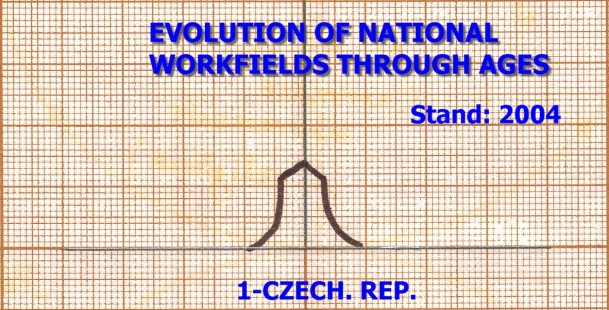 EVOLUTION OF NATIONAL
WORKFIELDS THROUGH AGES
Stand: 2004
1-CZECH. REP.